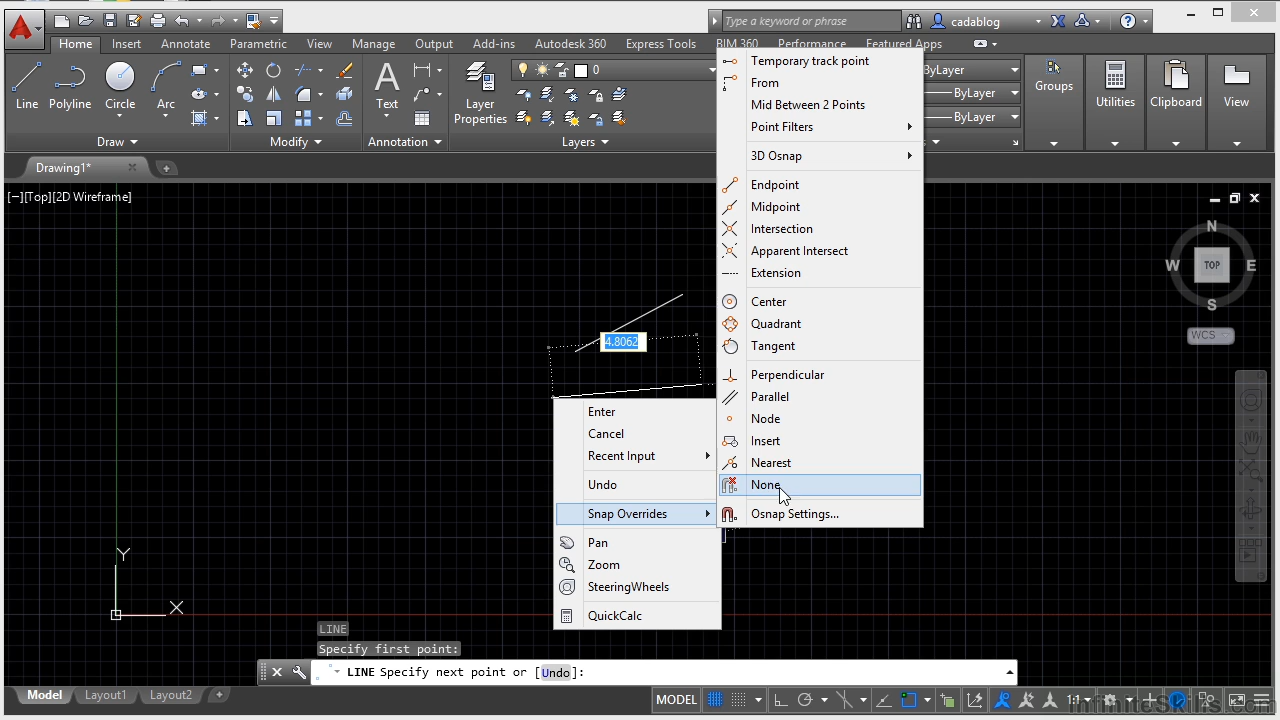 Type a keyword or phrase
cadablog
Home Insert Annotate Parametric View Manage Output Add-ins Autodesk 360 Express Tools BIM 360 Performance Featured Apps
Line Polyline Circle Arc
Text
Layer Properties
0
ByLayer
ByLayer
ByLayer
Groups Utilities Clipboard View
Draw Modify Annotation Layers
Drawing1*
[−][Top][2D Wireframe]
N
W TOP E
S
WCS
4.8062
Enter
Cancel
Recent Input
Undo
Snap Overrides
Pan
Zoom
SteeringWheels
QuickCalc
Temporary track point
From
Mid Between 2 Points
Point Filters
3D Osnap
Endpoint
Midpoint
Intersection
Apparent Intersect
Extension
Center
Quadrant
Tangent
Perpendicular
Parallel
Node
Insert
Nearest
None
Osnap Settings...
Y
X
LINE
Specify first point:
LINE Specify next point or [Undo]:
Model Layout1 Layout2
MODEL 1:1
InfiniteSkills.com